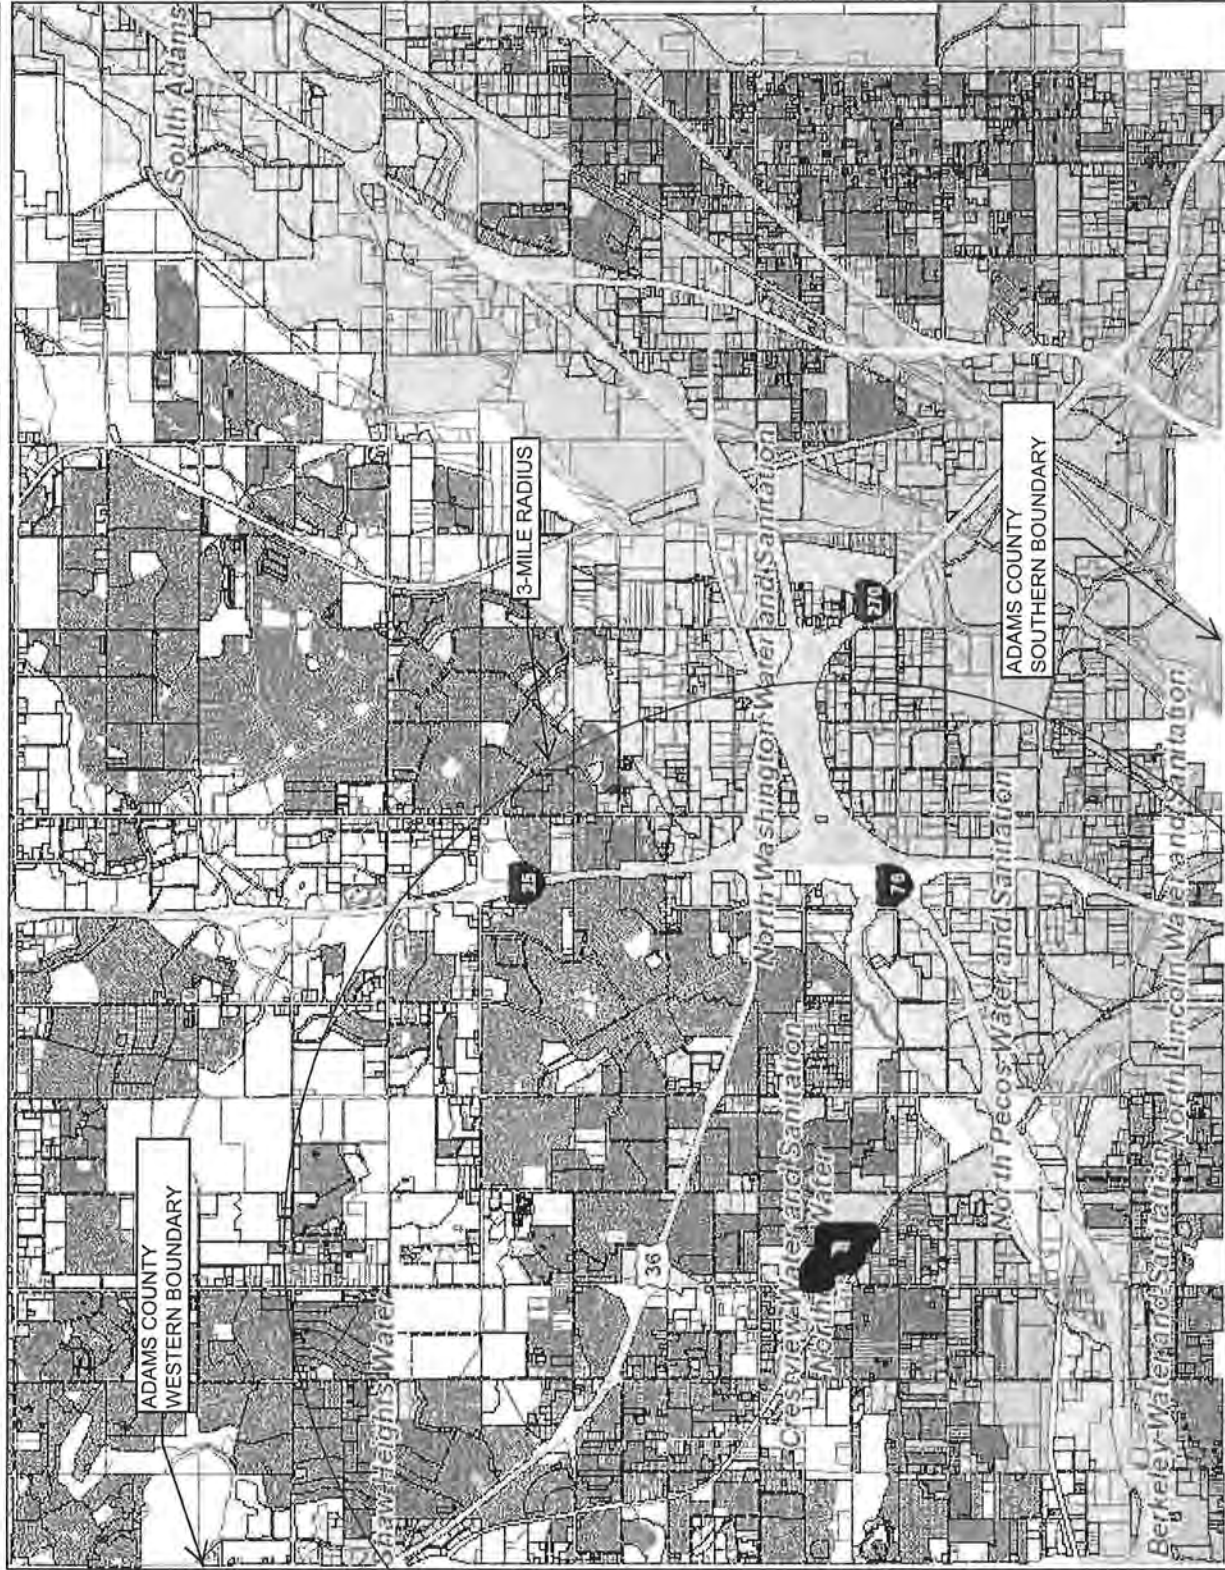 South Adams
3-MILE RADIUS
ADAMS COUNTY
SOUTHERN BOUNDARY
North Washington Water and Sanitation
270
25
76
North Pecos Water and Sanitation
North Lincoln Water and Sanitation
ADAMS COUNTY
WESTERN BOUNDARY
36
Crestview Water and Sanitation
Water
Shaw Heights Water
Berkeley Water and Sanitation